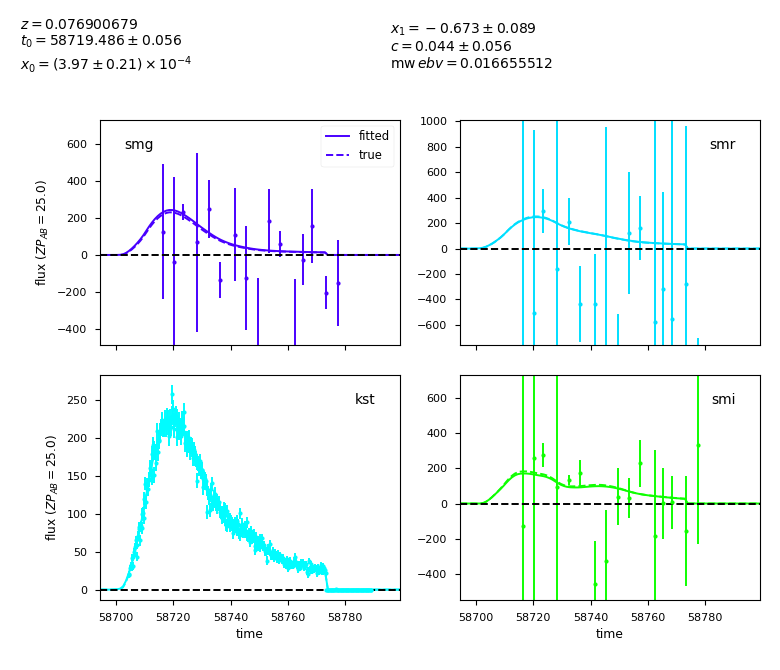 z = 0.076900679
t₀ = 58719.486 ± 0.056
x₀ = (3.97 ± 0.21) × 10⁻⁴
x₁ = −0.673 ± 0.089
c = 0.044 ± 0.056
mw ebv = 0.016655512
smg
fitted
true
600
400
200
0
−200
−400
flux (ZP_AB = 25.0)
smr
1000
800
600
400
200
0
−200
−400
−600
kst
250
200
150
100
50
0
flux (ZP_AB = 25.0)
58700 58720 58740 58760 58780
time
smi
600
400
200
0
−200
−400
58700 58720 58740 58760 58780
time